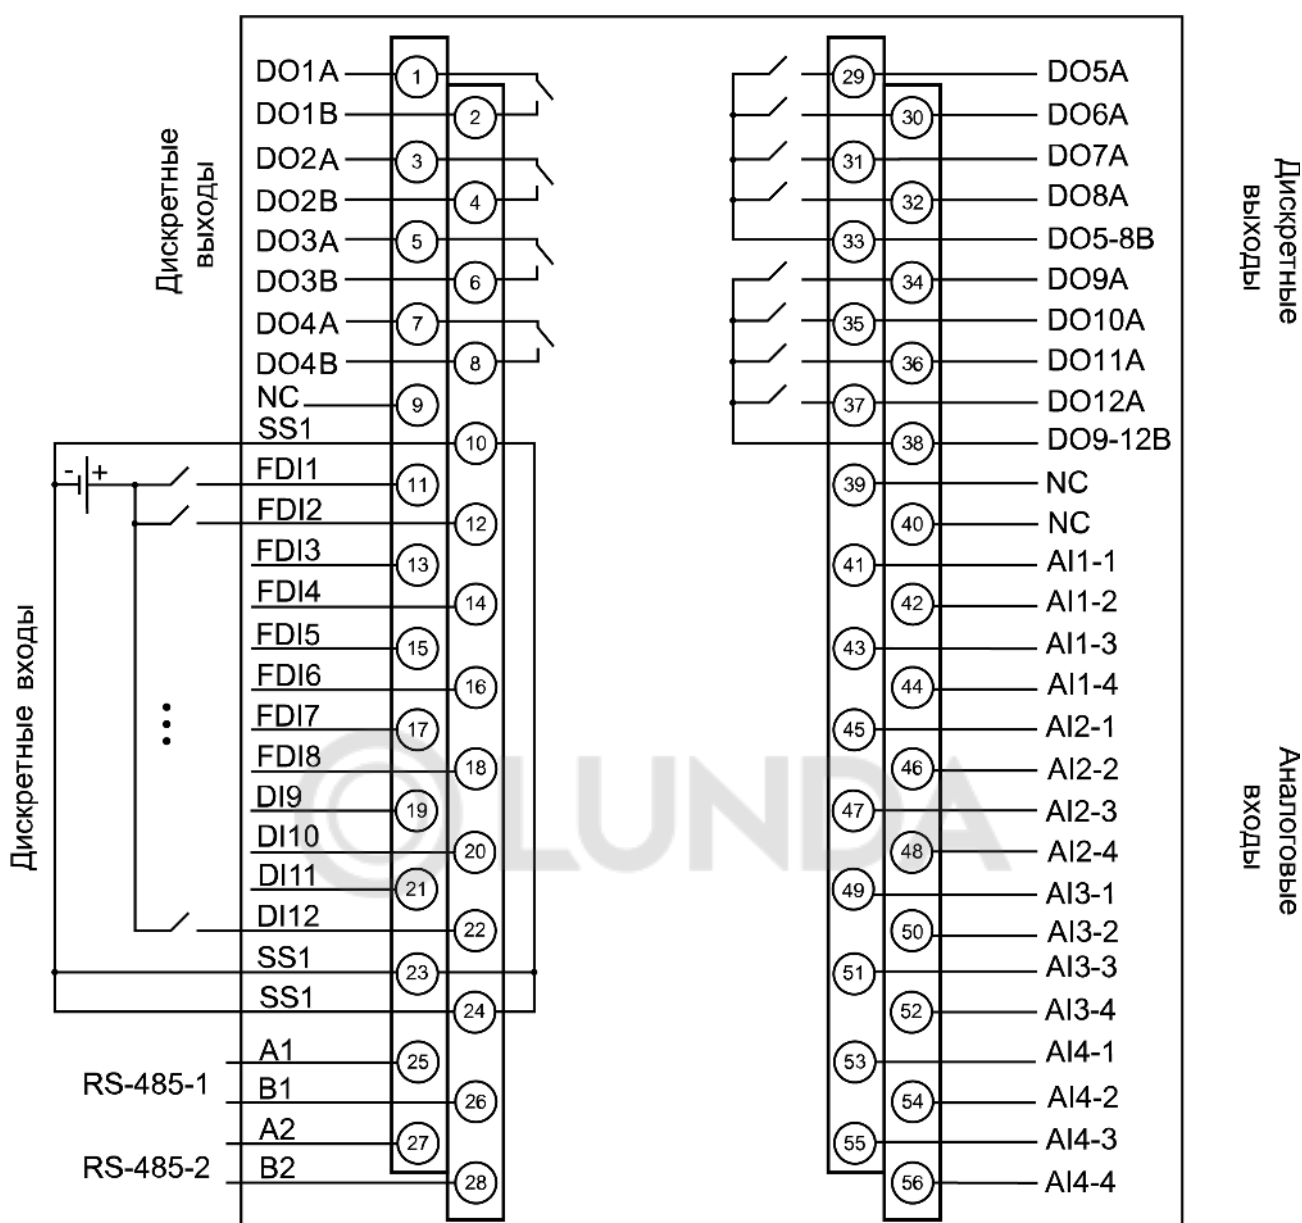 DO1A 1
DO1B 2
DO2A 3
DO2B 4
DO3A 5
DO3B 6
DO4A 7
DO4B 8
NC 9
SS1 10
- + FDI1 11
FDI2 12
FDI3 13
FDI4 14
FDI5 15
FDI6 16
FDI7 17
FDI8 18
DI9 19
DI10 20
DI11 21
DI12 22
SS1 23
SS1 24
A1 25
RS-485-1
B1 26
A2 27
RS-485-2
B2 28
Дискретные
выходы
Дискретные входы
29 DO5A
30 DO6A
31 DO7A
32 DO8A
33 DO5-8B
34 DO9A
35 DO10A
36 DO11A
37 DO12A
38 DO9-12B
39 NC
40 NC
41 AI1-1
42 AI1-2
43 AI1-3
44 AI1-4
45 AI2-1
46 AI2-2
47 AI2-3
48 AI2-4
49 AI3-1
50 AI3-2
51 AI3-3
52 AI3-4
53 AI4-1
54 AI4-2
55 AI4-3
56 AI4-4
Дискретные
выходы
Аналоговые
входы
LUNDA